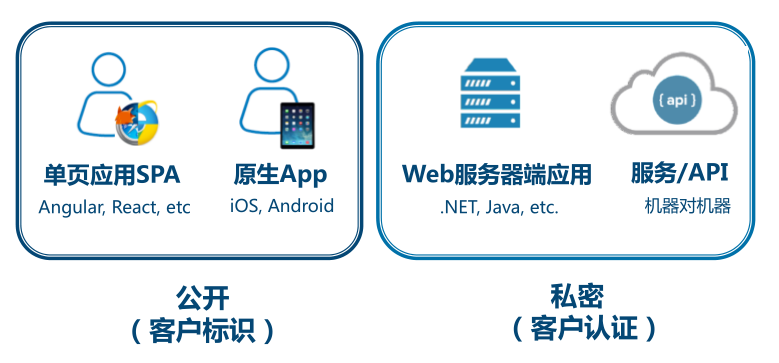 单页应用SPA
Angular, React, etc
原生App
iOS, Android
公开
（客户标识）
{ api }
Web服务器端应用
.NET, Java, etc.
服务/API
机器对机器
私密
（客户认证）